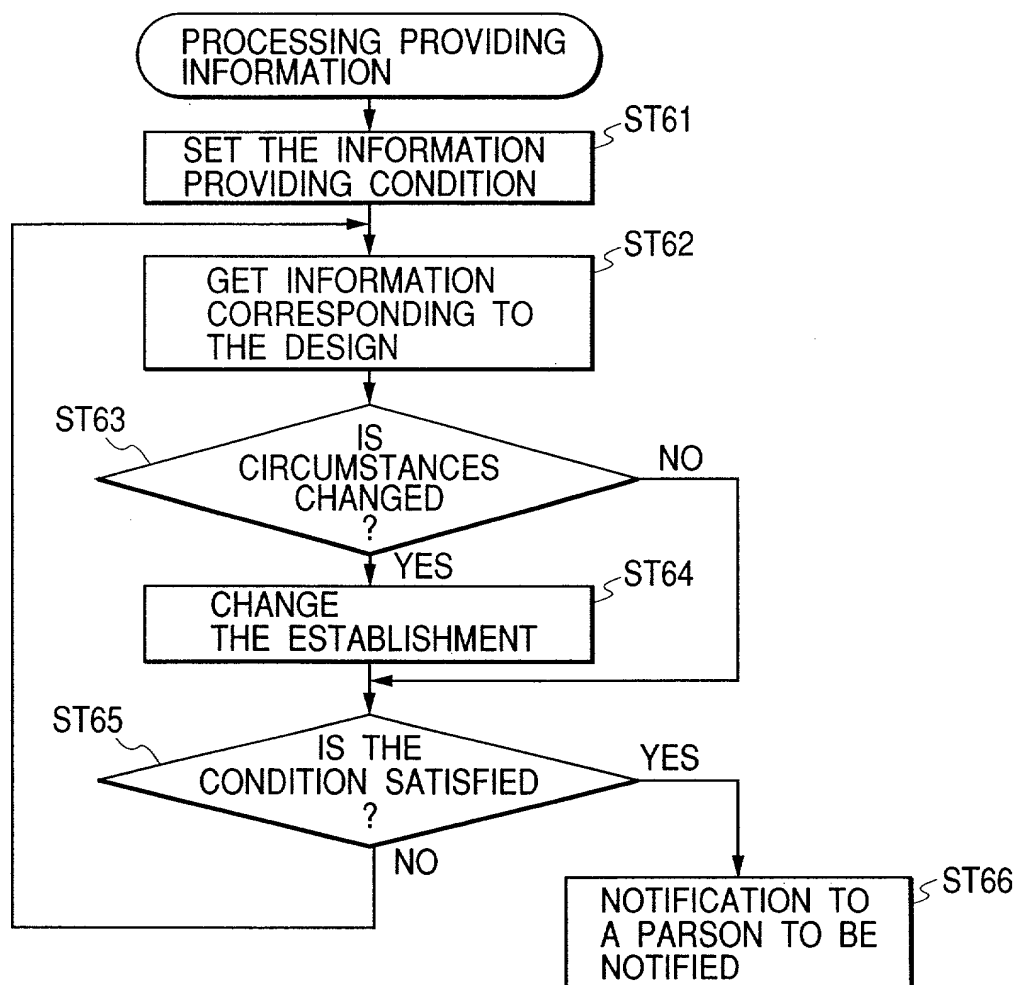 PROCESSING PROVIDING
INFORMATION
ST61
SET THE INFORMATION
PROVIDING CONDITION
ST62
GET INFORMATION
CORRESPONDING TO
THE DESIGN
ST63
IS
CIRCUMSTANCES
CHANGED
?
NO
YES
ST64
CHANGE
THE ESTABLISHMENT
ST65
IS THE
CONDITION SATISFIED
?
YES
NO
ST66
NOTIFICATION TO
A PARSON TO BE
NOTIFIED